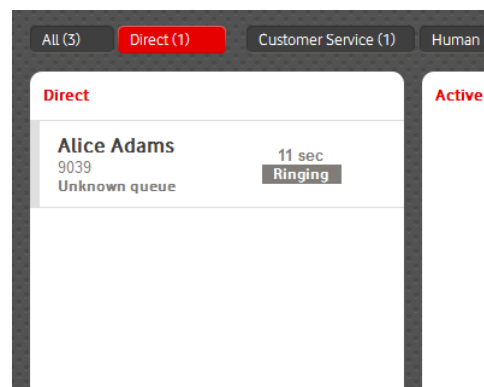 All (3) Direct (1) Customer Service (1) Human
Direct
Active
Alice Adams
9039
Unknown queue
11 sec
Ringing